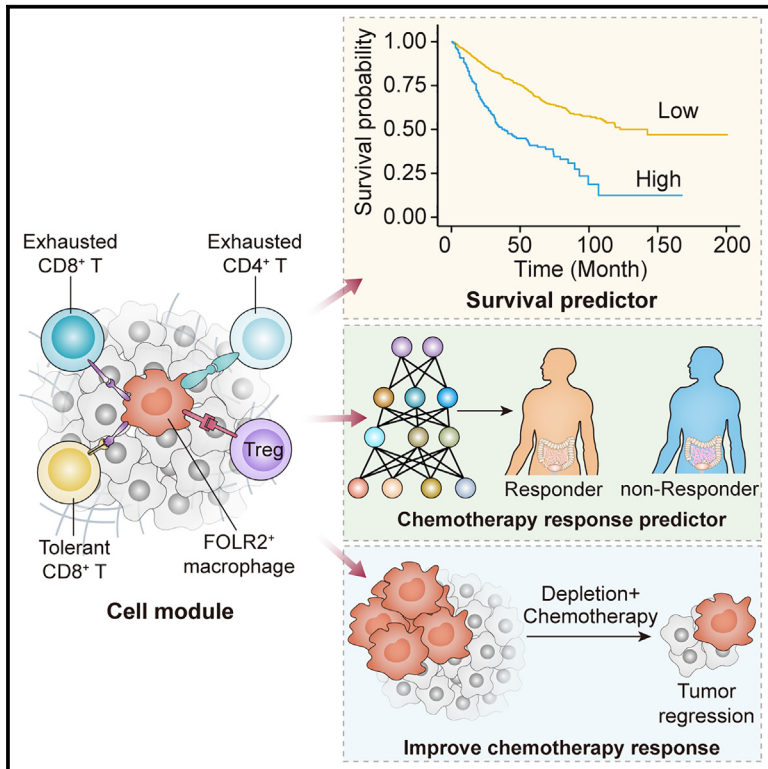 Exhausted
CD8⁺ T
Exhausted
CD4⁺ T
Treg
Tolerant
CD8⁺ T
FOLR2⁺
macrophage
Cell module
Survival probability
1.00
0.75
0.50
0.25
0.00
Low
High
0 50 100 150 200
Time (Month)
Survival predictor
Responder non-Responder
Chemotherapy response predictor
Depletion+
Chemotherapy
Tumor
regression
Improve chemotherapy response